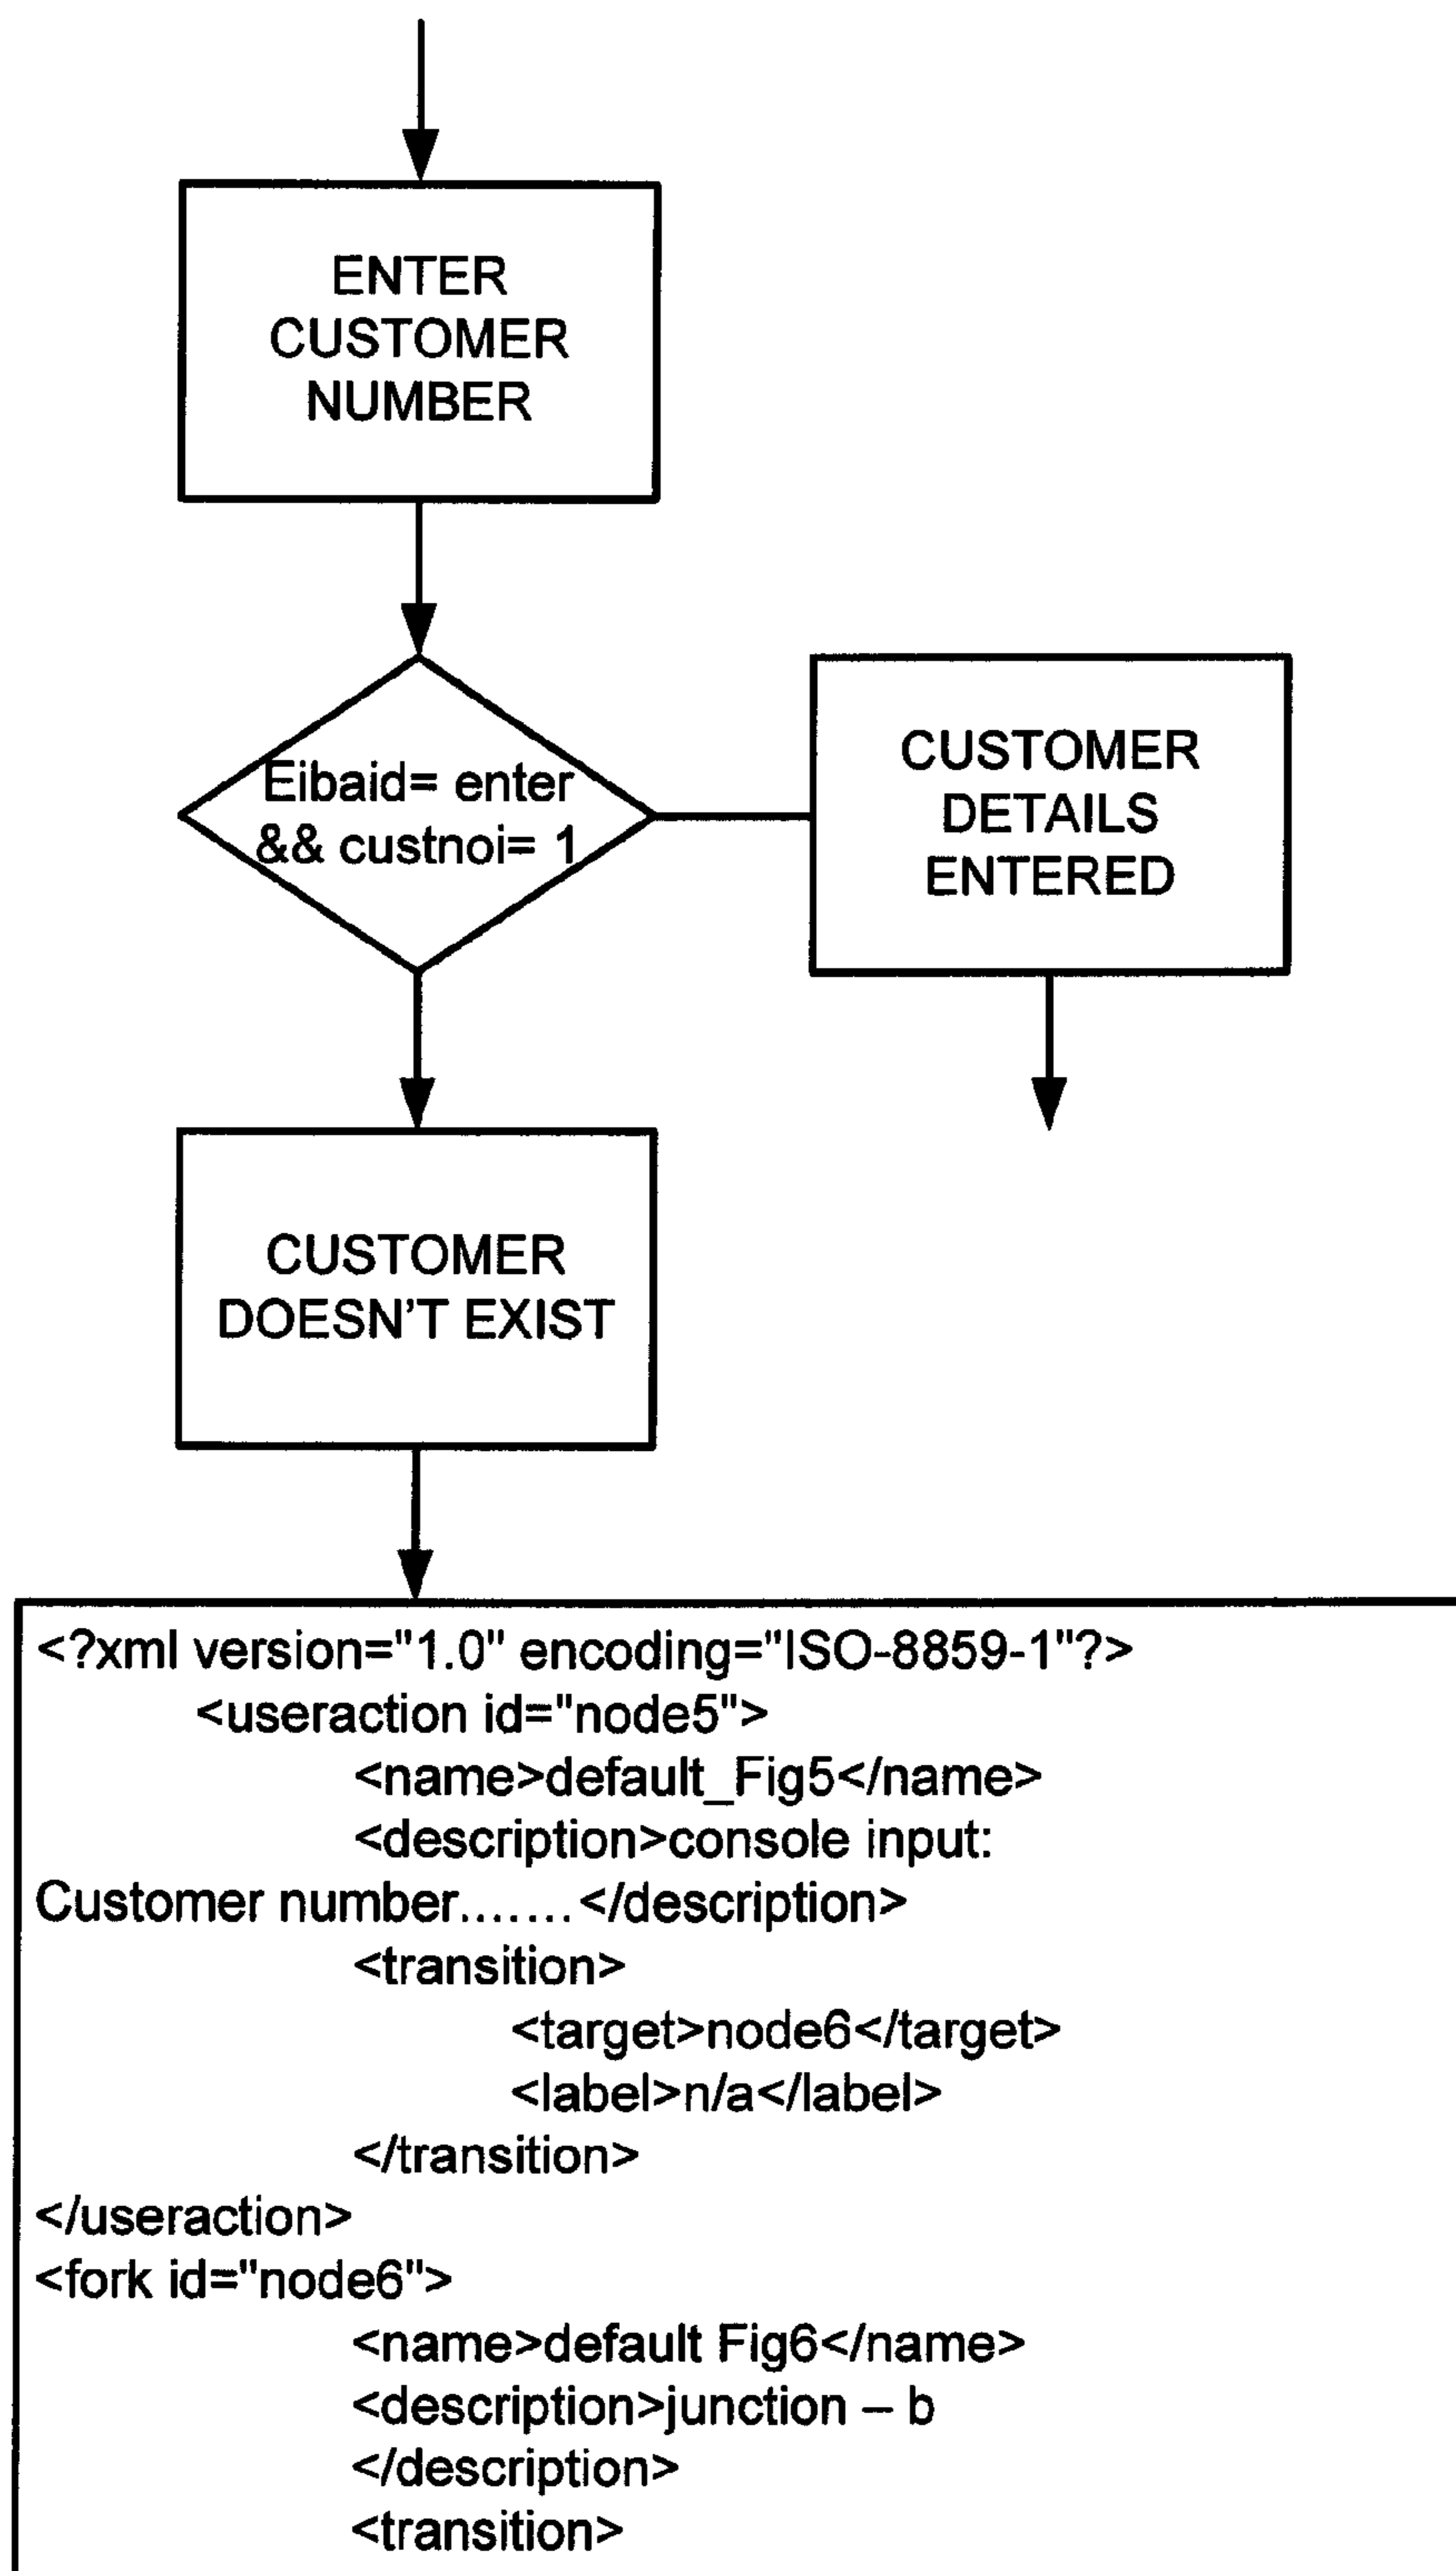 ENTER
CUSTOMER
NUMBER
Eibaid= enter
&& custnoi= 1
CUSTOMER
DETAILS
ENTERED
CUSTOMER
DOESN'T EXIST
<?xml version="1.0" encoding="ISO-8859-1"?>
<useraction id="node5">
<name>default_Fig5</name>
<description>console input:
Customer number.......</description>
<transition>
<target>node6</target>
<label>n/a</label>
</transition>
</useraction>
<fork id="node6">
<name>default Fig6</name>
<description>junction – b
</description>
<transition>